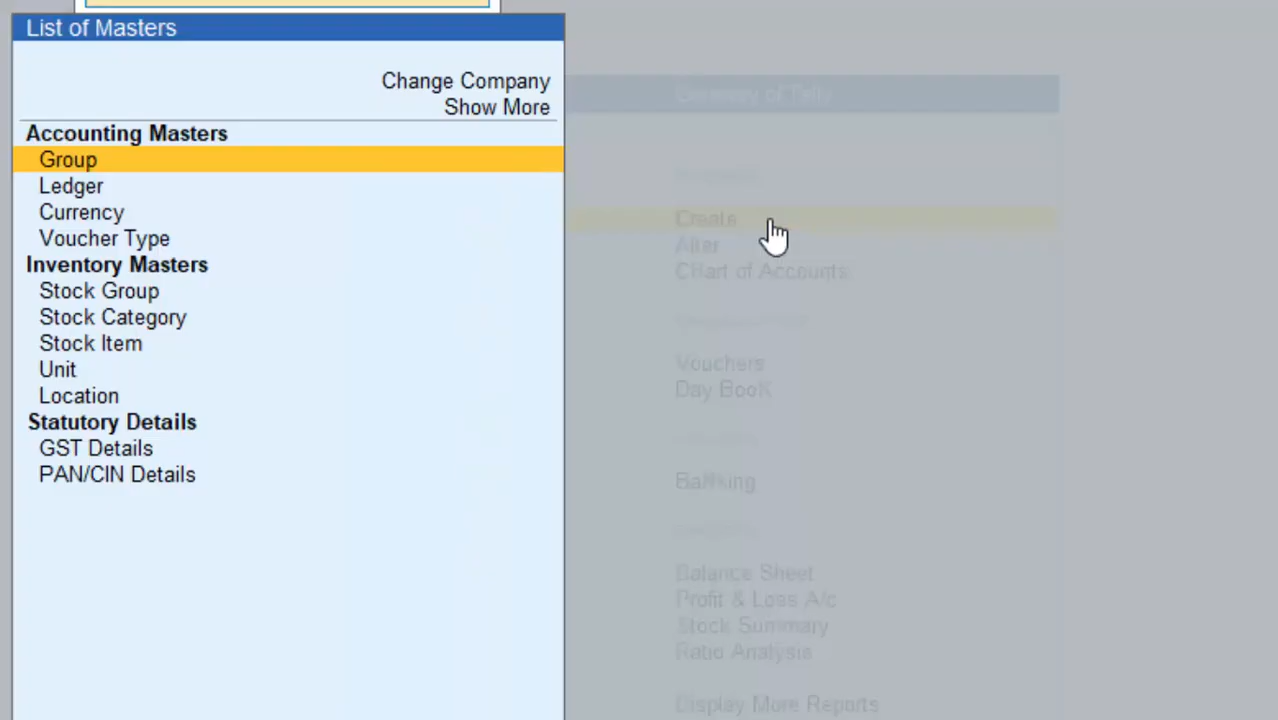 List of Masters
Change Company
Show More
Accounting Masters
Group
Ledger
Currency
Voucher Type
Inventory Masters
Stock Group
Stock Category
Stock Item
Unit
Location
Statutory Details
GST Details
PAN/CIN Details
Create
Alter
Chart of Accounts
Vouchers
Day Book
Banking
Balance Sheet
Profit & Loss A/c
Stock Summary
Ratio Analysis
Display More Reports